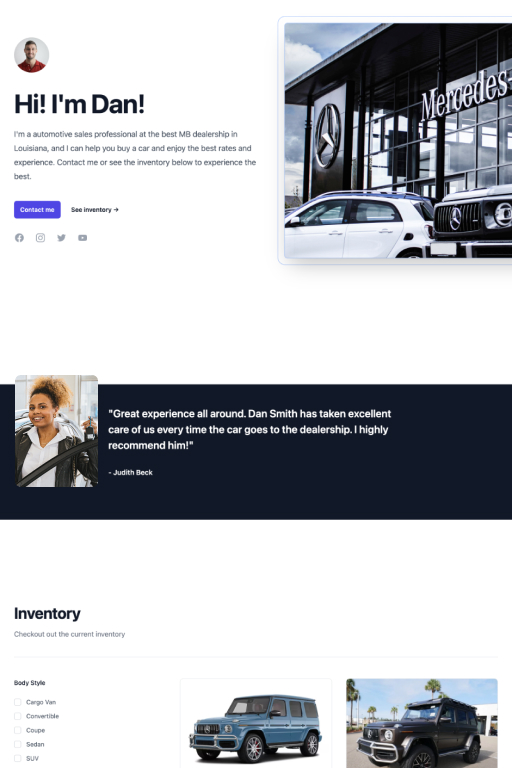 Hi! I'm Dan!
I'm a automotive sales professional at the best MB dealership in
Louisiana, and I can help you buy a car and enjoy the best rates and
experience. Contact me or see the inventory below to experience the
best.
Mercedes-
Contact me
See inventory →
"Great experience all around. Dan Smith has taken excellent
care of us every time the car goes to the dealership. I highly
recommend him!"
- Judith Beck
Inventory
Checkout out the current inventory
Body Style
Cargo Van
Convertible
Coupe
Sedan
SUV